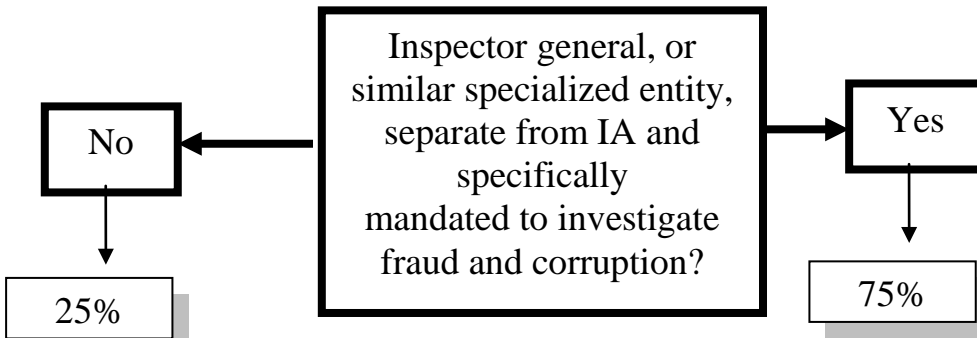 Inspector general, or
similar specialized entity,
separate from IA and
specifically
mandated to investigate
fraud and corruption?
No
Yes
25%
75%